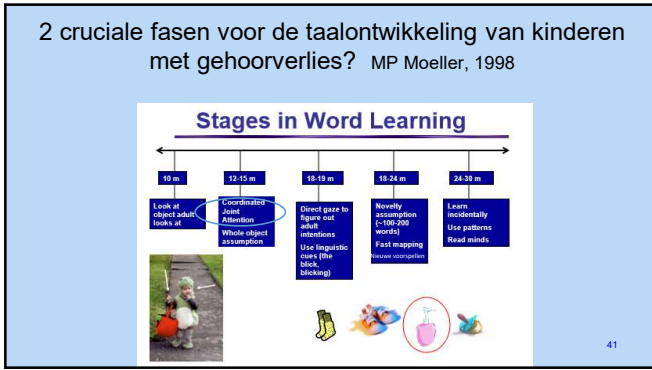 2 cruciale fasen voor de taalontwikkeling van kinderen
met gehoorverlies? MP Moeller, 1998
Stages in Word Learning
10 m
12-15 m
18-19 m
18-24 m
24-30 m
Look at
object adult
looks at
Coordinated
Joint
Attention
Whole object
assumption
Direct gaze to
figure out
adult
intentions
Use linguistic
cues (the
blick,
blicking)
Novelty
assumption
(~100-200
words)
Fast mapping
Nieuwe voorspellen
Learn
incidentally
Use patterns
Read minds
41